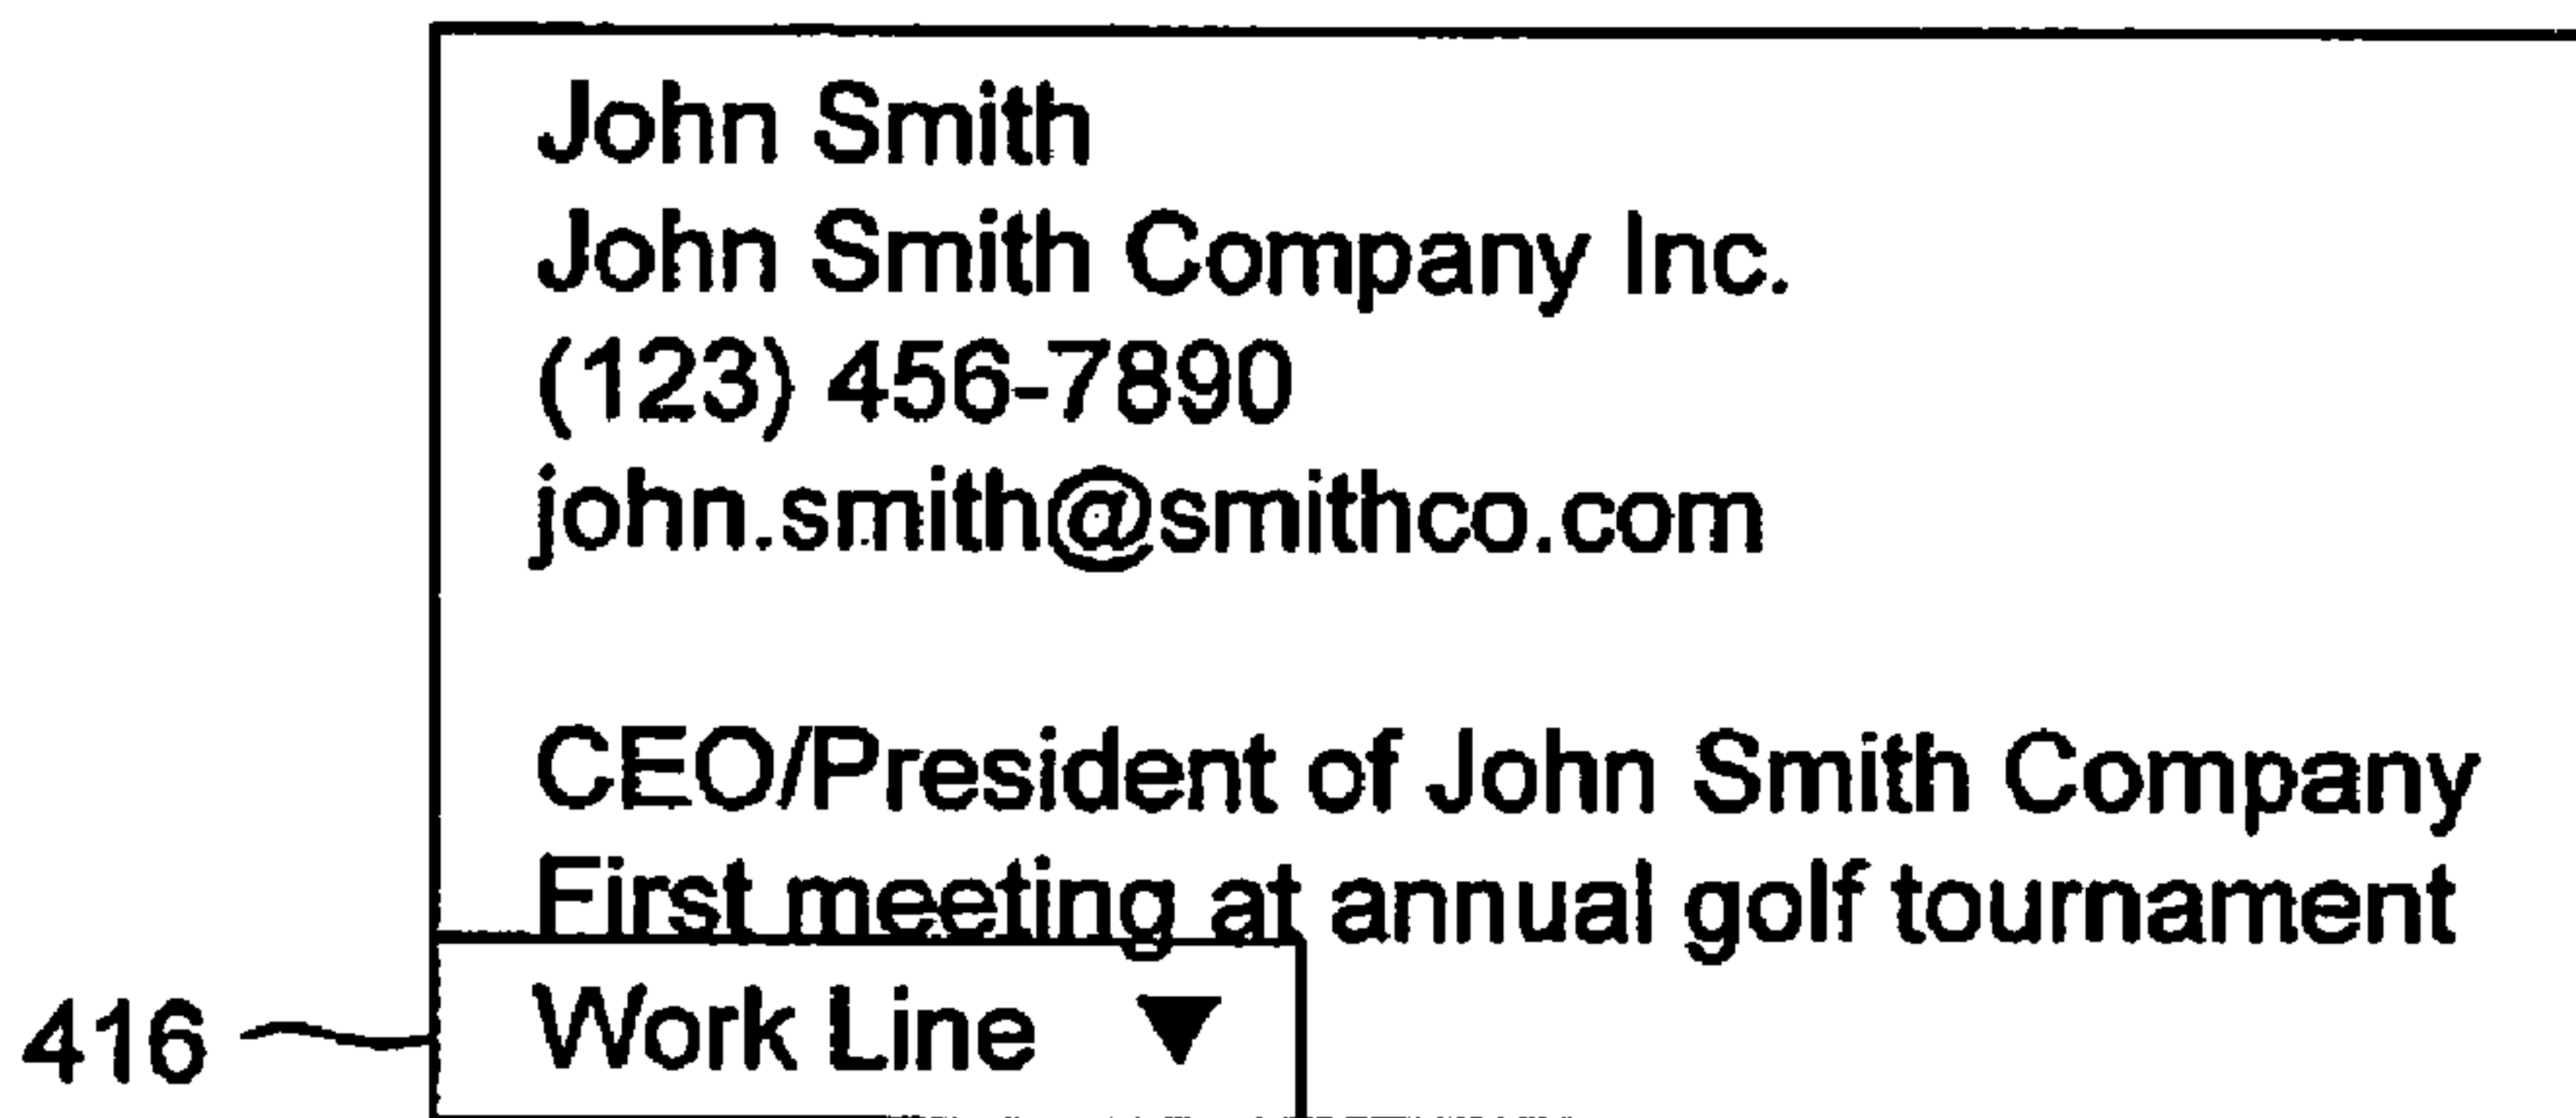 John Smith
John Smith Company Inc.
(123) 456-7890
john.smith@smithco.com
CEO/President of John Smith Company
First meeting at annual golf tournament
416 Work Line ▼